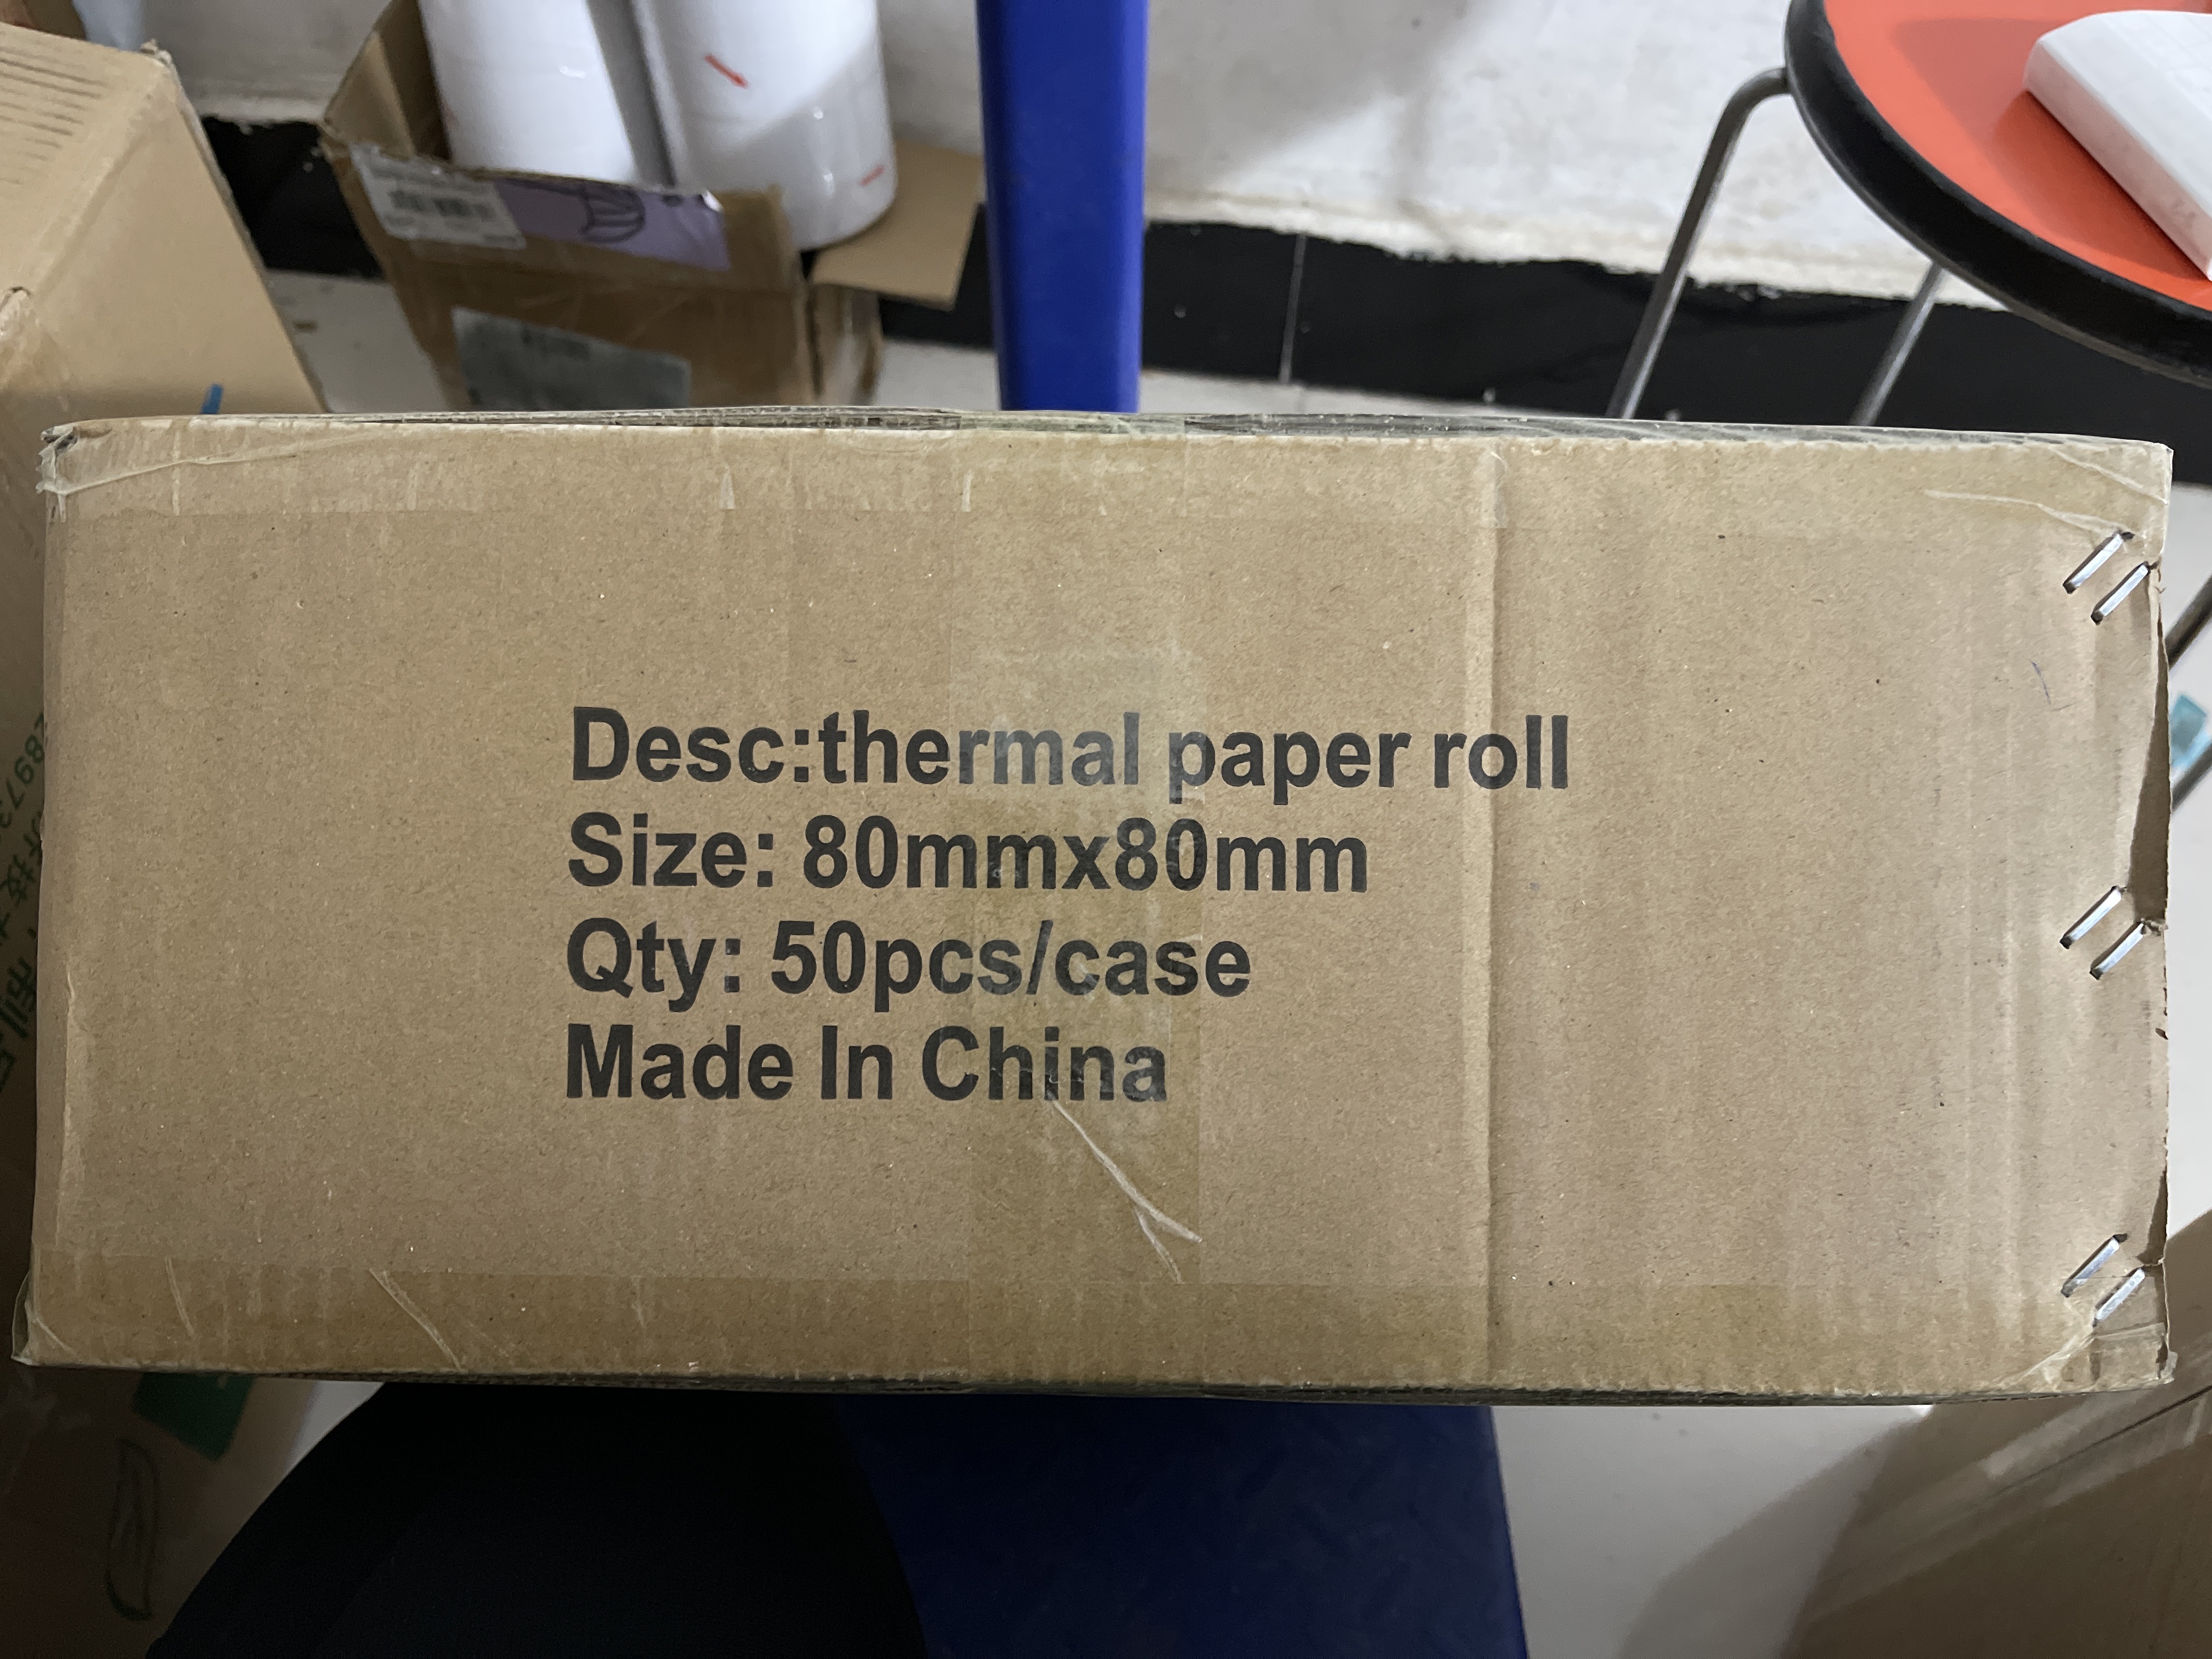 Desc:thermal paper roll
Size: 80mmx80mm
Qty: 50pcs/case
Made In China